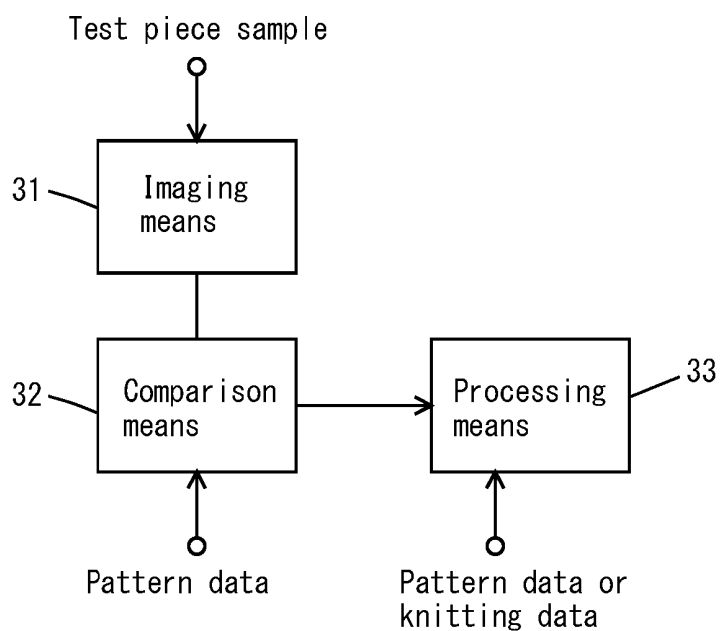 Test piece sample
31
Imaging
means
32
Comparison
means
Processing
means
33
Pattern data
Pattern data or
knitting data